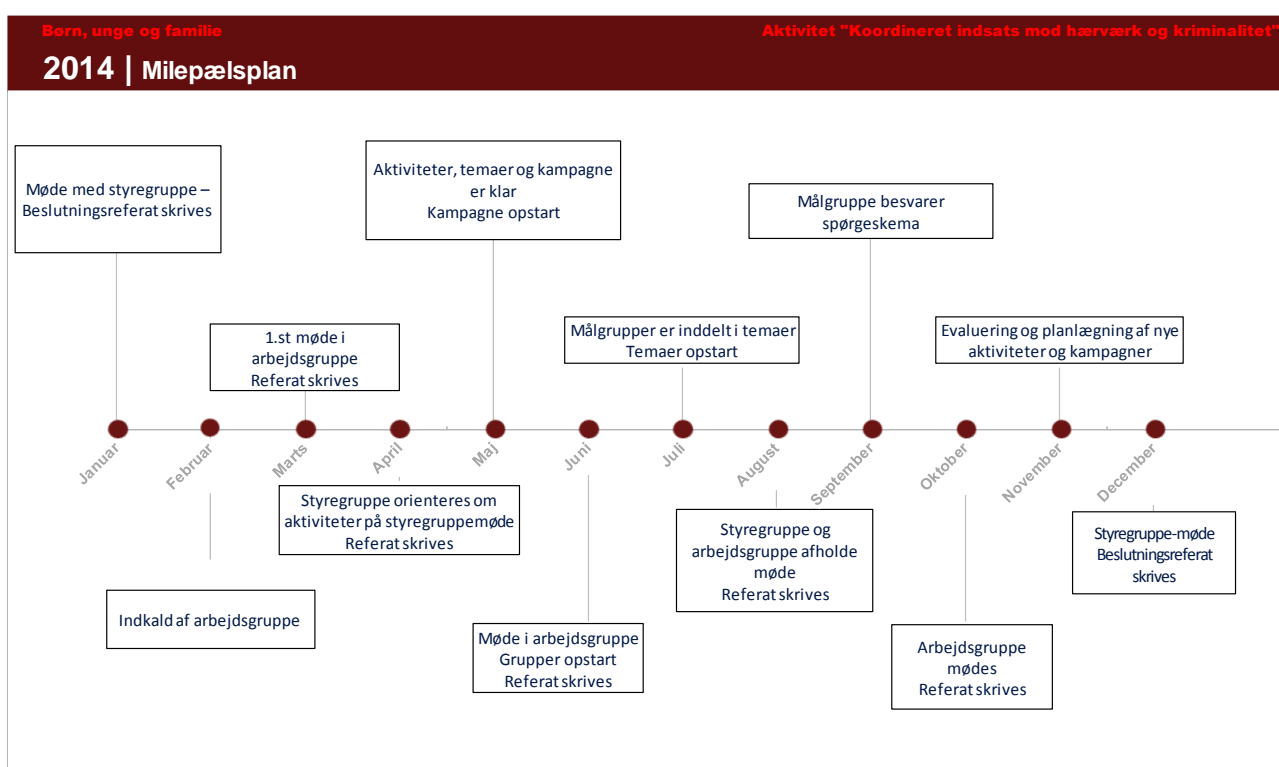 Børn, unge og familie
Aktivitet "Koordineret indsats mod hærværk og kriminalitet"
2014 | Milepælsplan
Møde med styregruppe –
Beslutningsreferat skrives
Aktiviteter, temaer og kampagne
er klar
Kampagne opstart
Målgruppe besvarer
spørgeskema
1.st møde i
arbejdsgruppe
Referat skrives
Målgrupper er inddelt i temaer
Temaer opstart
Evaluering og planlægning af nye
aktiviteter og kampagner
Januar
Februar
Marts
April
Maj
Juni
Juli
August
September
Oktober
November
December
Styregruppe orienteres om
aktiviteter på styregruppemøde
Referat skrives
Styregruppe og
arbejdsgruppe afholde
møde
Referat skrives
Styregruppe-møde
Beslutningsreferat
skrives
Indkald af arbejdsgruppe
Møde i arbejdsgruppe
Grupper opstart
Referat skrives
Arbejdsgruppe
mødes
Referat skrives